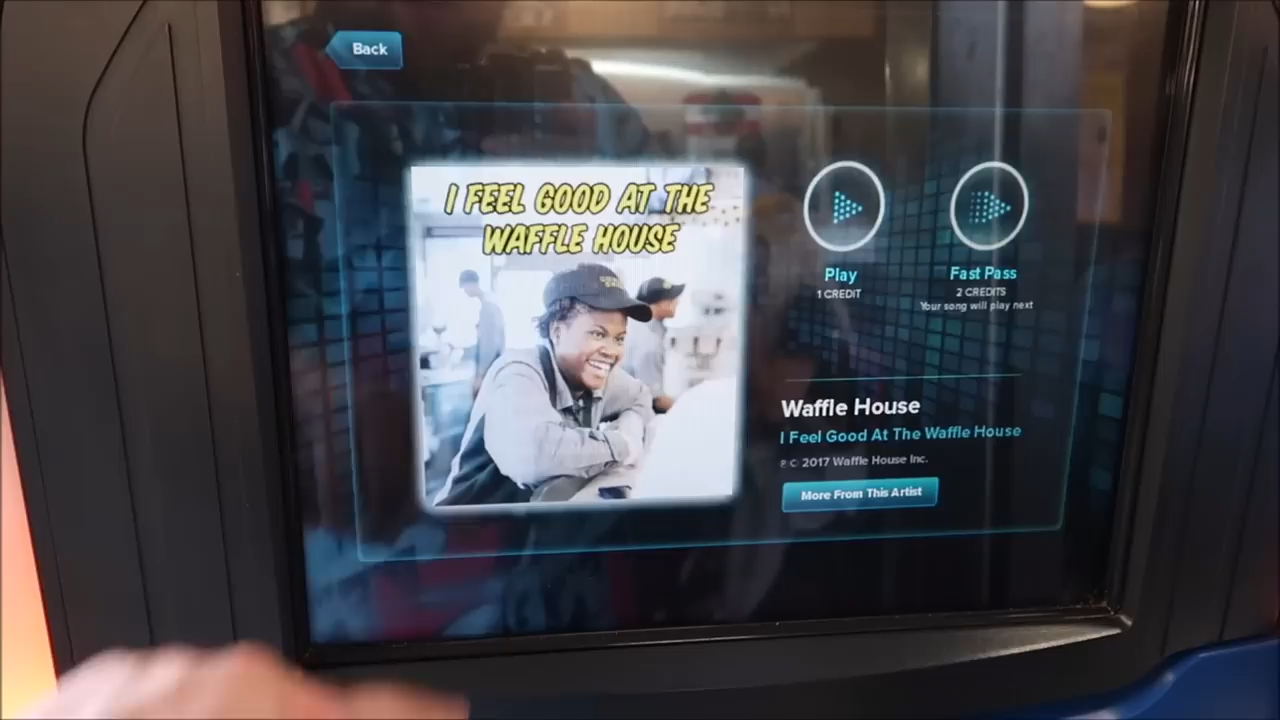 Back
I FEEL GOOD AT THE
WAFFLE HOUSE
Play
1 CREDIT
Fast Pass
2 CREDITS
Your song will play next
Waffle House
I Feel Good At The Waffle House
℗ © 2017 Waffle House Inc.
More From This Artist